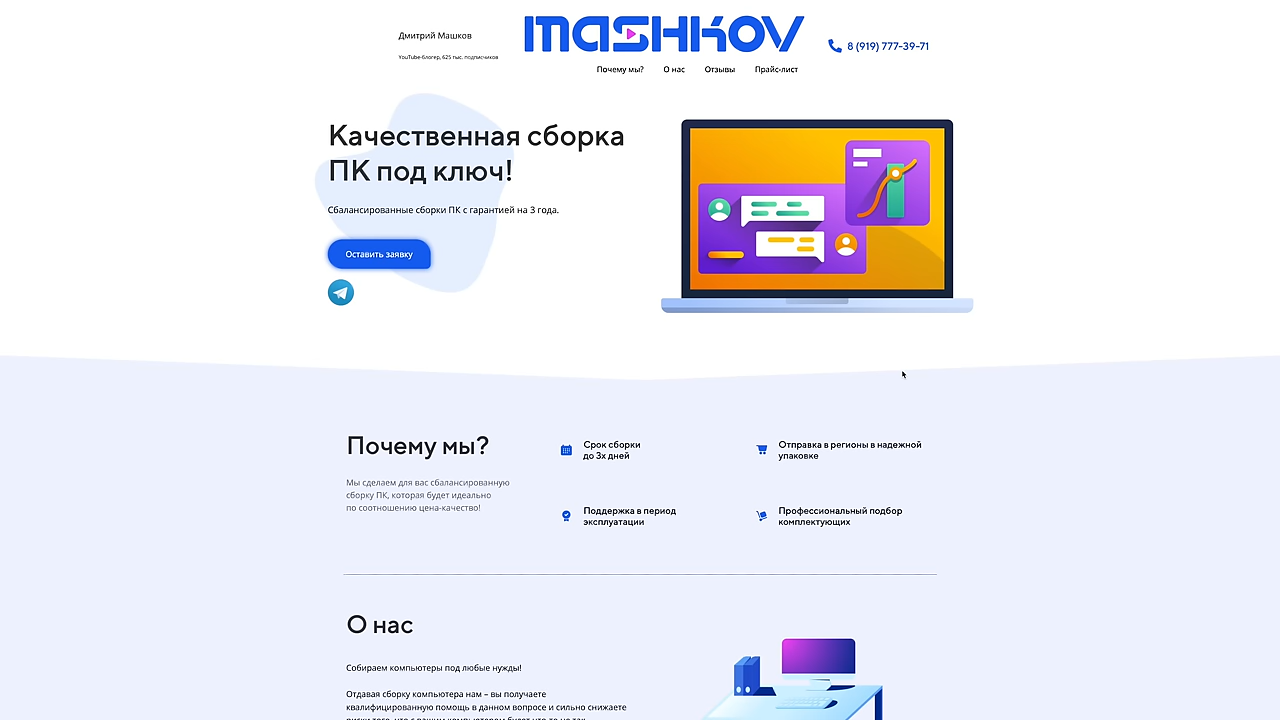 Дмитрий Машков
YouTube-блогер, 625 тыс. подписчиков
MASHKOV
8 (919) 777-39-71
Почему мы?
О нас
Отзывы
Прайс-лист
Качественная сборка
ПК под ключ!
Сбалансированные сборки ПК с гарантией на 3 года.
Оставить заявку
Почему мы?
Мы сделаем для вас сбалансированную
сборку ПК, которая будет идеально
по соотношению цена-качество!
Срок сборки
до 3х дней
Отправка в регионы в надежной
упаковке
Поддержка в период
эксплуатации
Профессиональный подбор
комплектующих
О нас
Собираем компьютеры под любые нужды!
Отдавая сборку компьютера нам – вы получаете
квалифицированную помощь в данном вопросе и сильно снижаете